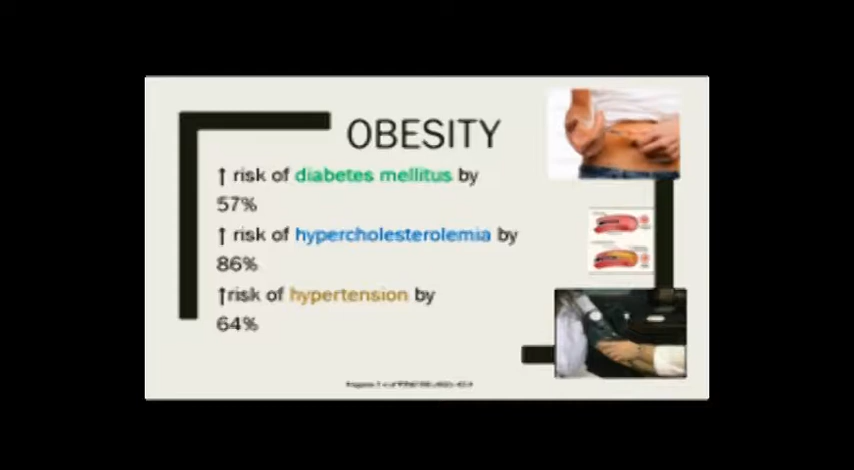 OBESITY
↑ risk of diabetes mellitus by
57%
↑ risk of hypercholesterolemia by
86%
↑risk of hypertension by
64%